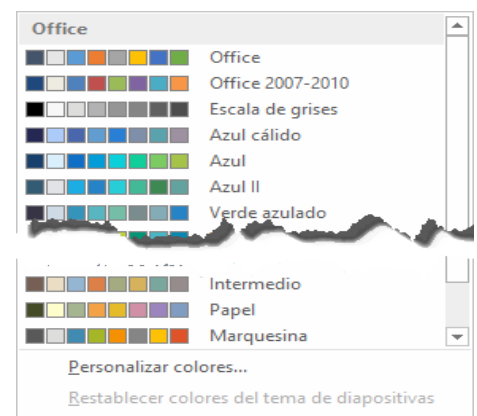 Office
Office
Office 2007-2010
Escala de grises
Azul cálido
Azul
Azul II
Verde azulado
Intermedio
Papel
Marquesina
Personalizar colores...
Restablecer colores del tema de diapositivas